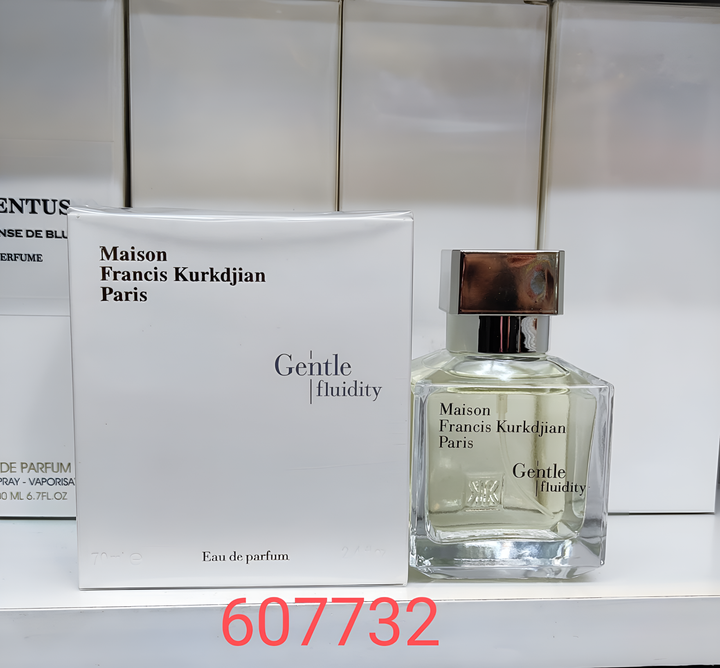 ENTUS
NSE DE BLU
ERFUME
DE PARFUM
PRAY - VAPORISA
00 ML 6.7FL.OZ
Maison
Francis Kurkdjian
Paris
Gentle
fluidity
Eau de parfum
Maison
Francis Kurkdjian
Paris
Gentle
fluidity
607732